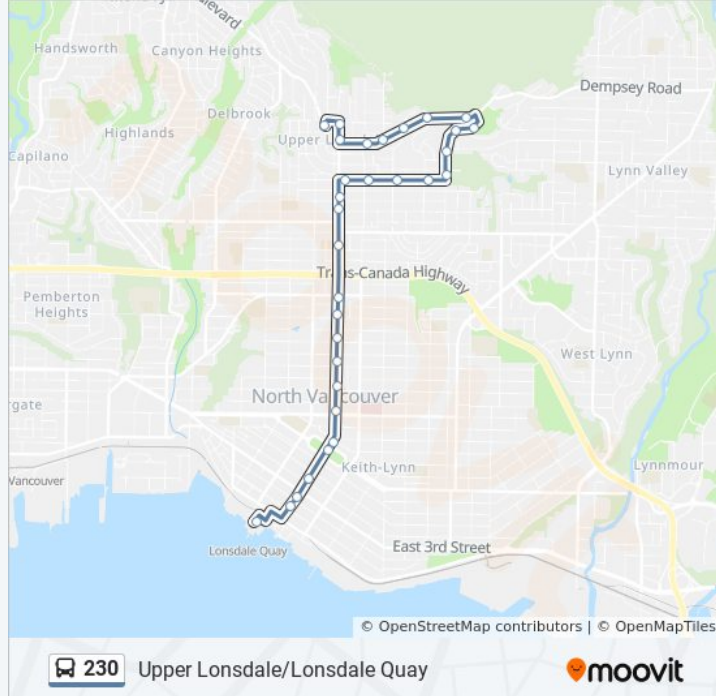 Handsworth
Canyon Heights
Dempsey Road
Delbrook
Highlands
Upper
Capilano
Lynn Valley
Trans-Canada Highway
Pemberton
Heights
West Lynn
North Vancouver
rgate
Keith-Lynn
Lynnmour
Vancouver
Lonsdale Quay
East 3rd Street
© OpenStreetMap contributors | © OpenMapTiles
230 Upper Lonsdale/Lonsdale Quay
moovit